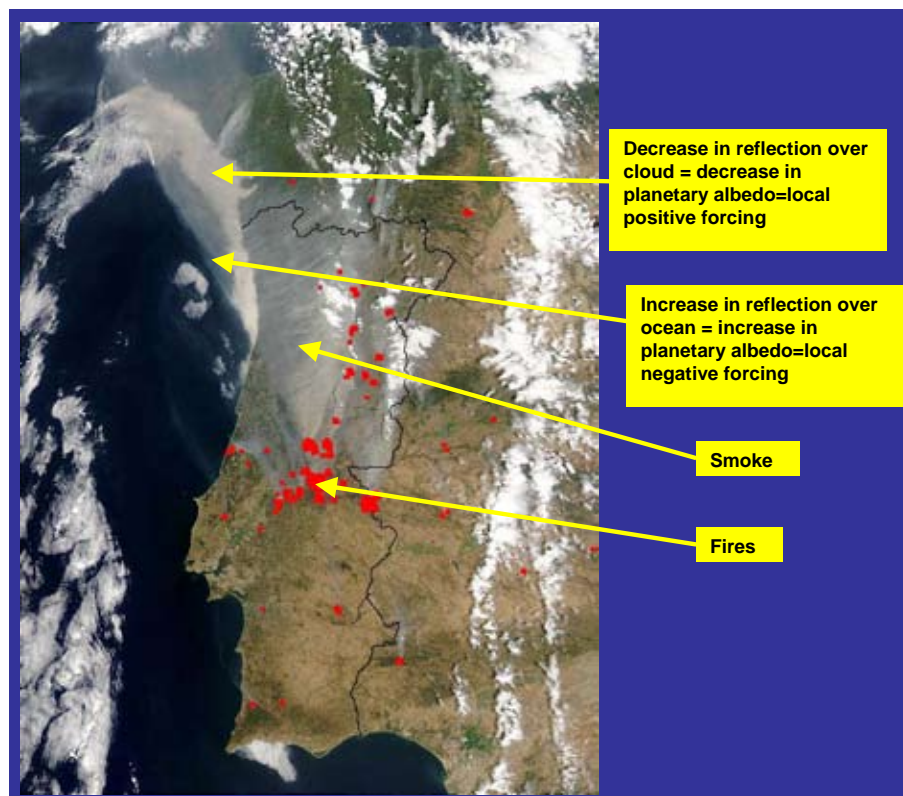 Decrease in reflection over
cloud = decrease in
planetary albedo=local
positive forcing
Increase in reflection over
ocean = increase in
planetary albedo=local
negative forcing
Smoke
Fires